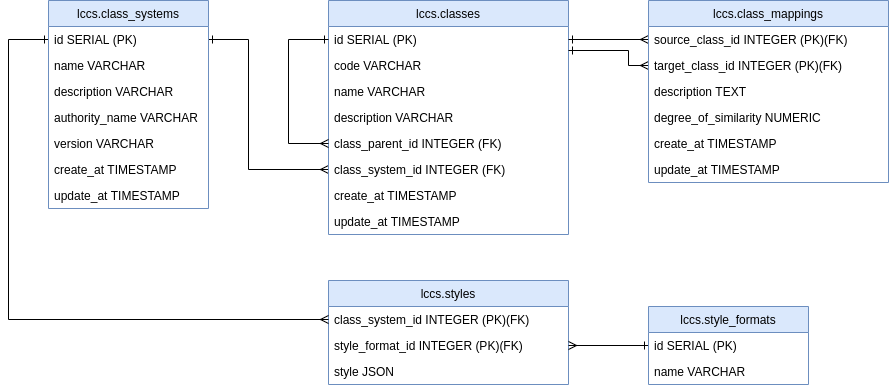 lccs.class_systems
id SERIAL (PK)
name VARCHAR
description VARCHAR
authority_name VARCHAR
version VARCHAR
create_at TIMESTAMP
update_at TIMESTAMP
lccs.classes
id SERIAL (PK)
code VARCHAR
name VARCHAR
description VARCHAR
class_parent_id INTEGER (FK)
class_system_id INTEGER (FK)
create_at TIMESTAMP
update_at TIMESTAMP
lccs.class_mappings
source_class_id INTEGER (PK)(FK)
target_class_id INTEGER (PK)(FK)
description TEXT
degree_of_similarity NUMERIC
create_at TIMESTAMP
update_at TIMESTAMP
lccs.styles
class_system_id INTEGER (PK)(FK)
style_format_id INTEGER (PK)(FK)
style JSON
lccs.style_formats
id SERIAL (PK)
name VARCHAR